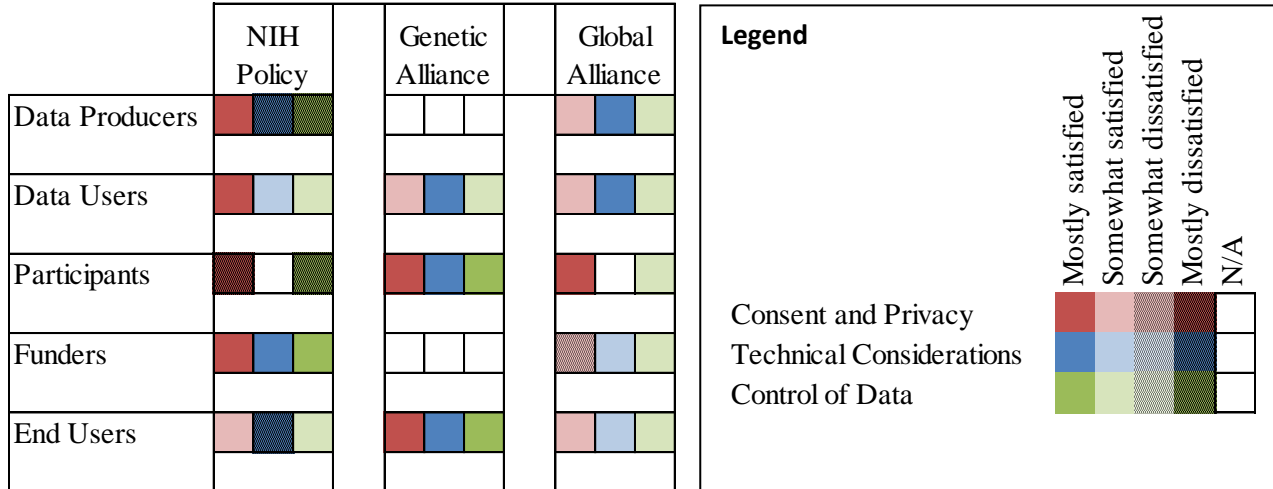 NIH
Policy
Genetic
Alliance
Global
Alliance
Data Producers
Data Users
Participants
Funders
End Users
Legend
Mostly satisfied
Somewhat satisfied
Somewhat dissatisfied
Mostly dissatisfied
N/A
Consent and Privacy
Technical Considerations
Control of Data